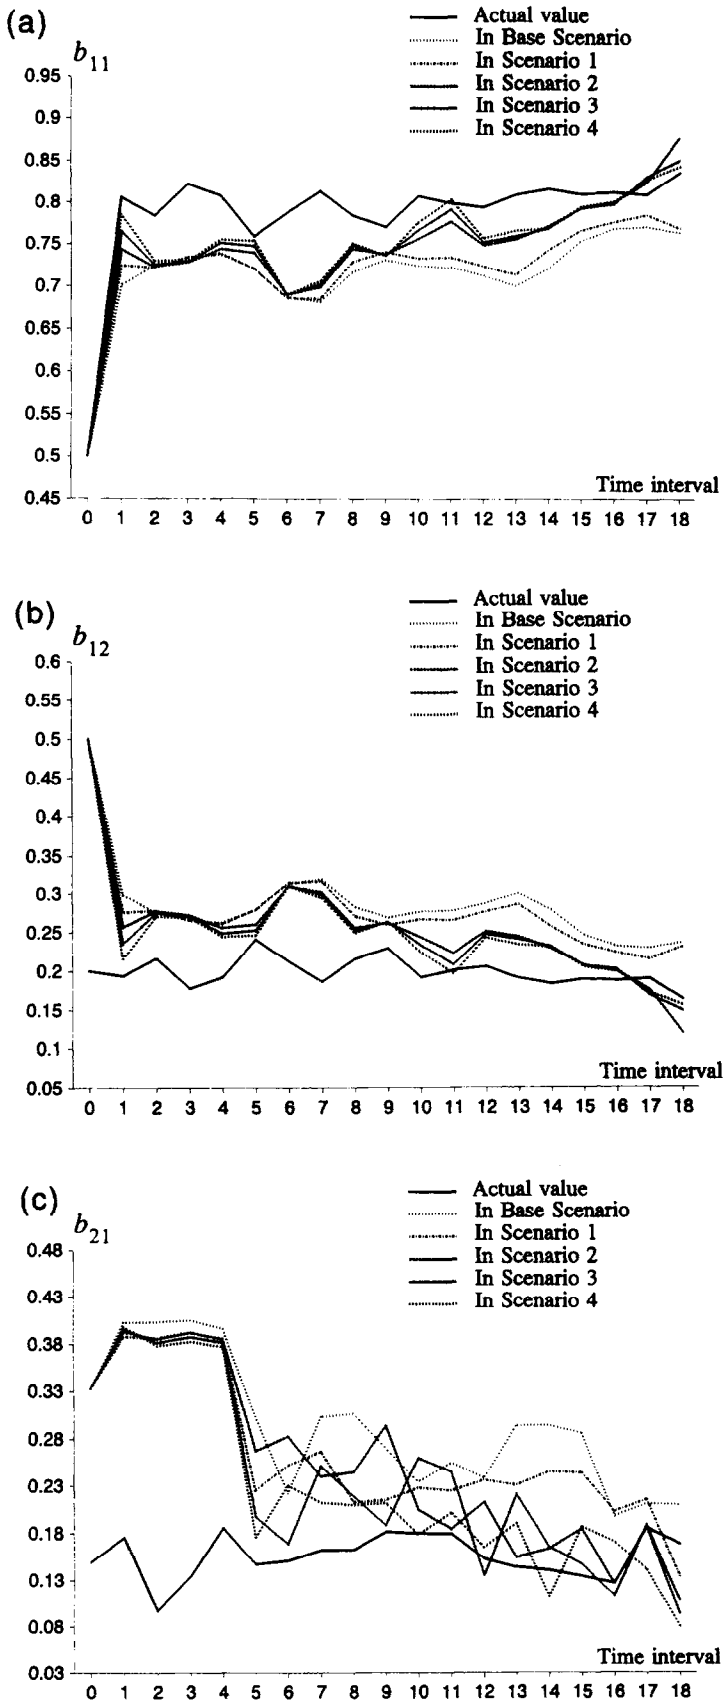 (a)
b11
Actual value
In Base Scenario
In Scenario 1
In Scenario 2
In Scenario 3
In Scenario 4
0.95
0.9
0.85
0.8
0.75
0.7
0.65
0.6
0.55
0.5
0.45
Time interval
0 1 2 3 4 5 6 7 8 9 10 11 12 13 14 15 16 17 18
(b)
b12
Actual value
In Base Scenario
In Scenario 1
In Scenario 2
In Scenario 3
In Scenario 4
0.6
0.55
0.5
0.45
0.4
0.35
0.3
0.25
0.2
0.15
0.1
0.05
Time interval
0 1 2 3 4 5 6 7 8 9 10 11 12 13 14 15 16 17 18
(c)
b21
Actual value
In Base Scenario
In Scenario 1
In Scenario 2
In Scenario 3
In Scenario 4
0.48
0.43
0.38
0.33
0.28
0.23
0.18
0.13
0.08
0.03
Time interval
0 1 2 3 4 5 6 7 8 9 10 11 12 13 14 15 16 17 18